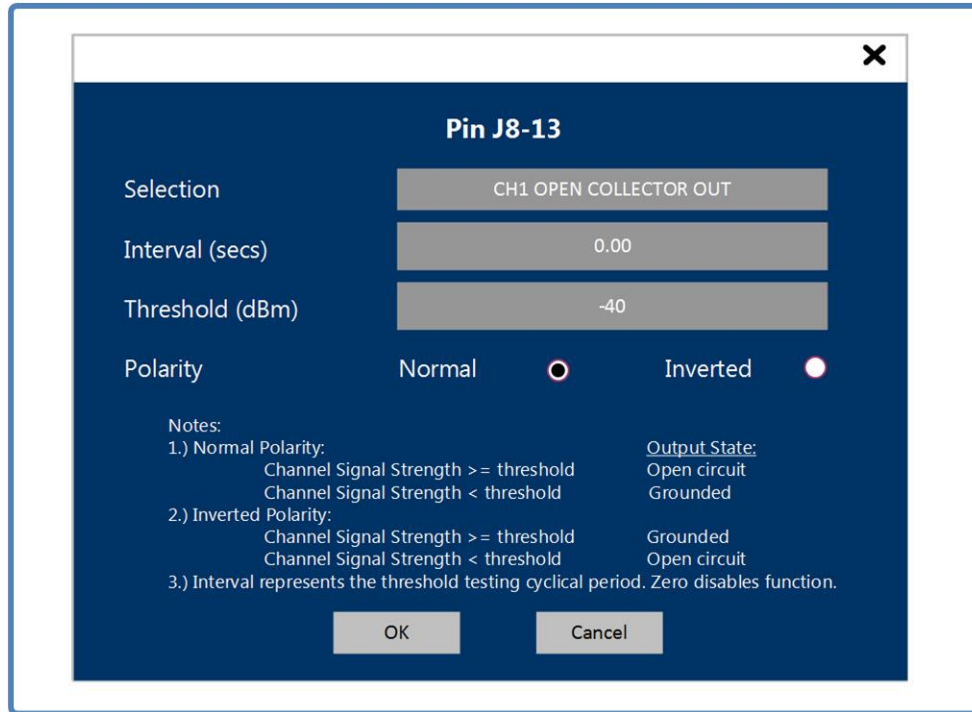 Pin J8-13
Selection CH1 OPEN COLLECTOR OUT
Interval (secs) 0.00
Threshold (dBm) -40
Polarity Normal Inverted
Notes:
1.) Normal Polarity: Output State:
Channel Signal Strength >= threshold Open circuit
Channel Signal Strength < threshold Grounded
2.) Inverted Polarity:
Channel Signal Strength >= threshold Grounded
Channel Signal Strength < threshold Open circuit
3.) Interval represents the threshold testing cyclical period. Zero disables function.
OK Cancel